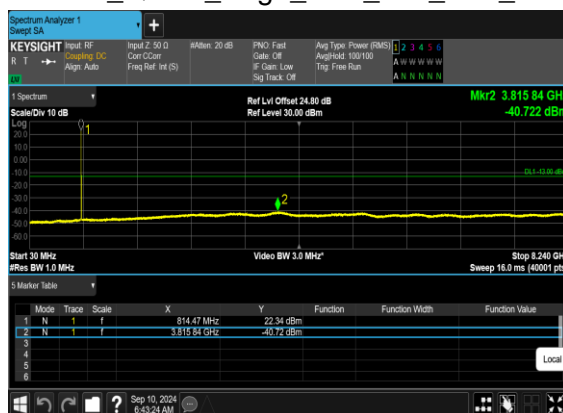 Spectrum Analyzer 1
Swept SA
KEYSIGHT Input: RF Input Z: 50 Ω #Atten: 20 dB PNO: Fast Avg Type: Power (RMS) 1 2 3 4 5 6
R T Coupling: DC Corr CCorr Gate: Off Avg|Hold: 100/100 A W W W W W
Align: Auto Freq Ref: Int (S) IF Gain: Low Trig: Free Run
Sig Track: Off A N N N N N
1 Spectrum Ref Lvl Offset 24.80 dB Mkr2 3.815 84 GH
Scale/Div 10 dB Ref Level 30.00 dBm -40.722 dBm
Log
20.0
10.0
0.00
-10.0
-20.0
-30.0
-40.0
-50.0
-60.0
1
2
DL1 -13.00 dB
Start 30 MHz Video BW 3.0 MHz* Stop 8.240 GH
#Res BW 1.0 MHz Sweep 16.0 ms (40001 pts
5 Marker Table
Mode Trace Scale X Y Function Function Width Function Value
1 N 1 f 814.47 MHz 22.34 dBm
2 N 1 f 3.815 84 GHz -40.72 dBm
3
4
5
6
Local
Sep 10, 2024
6:43:24 AM